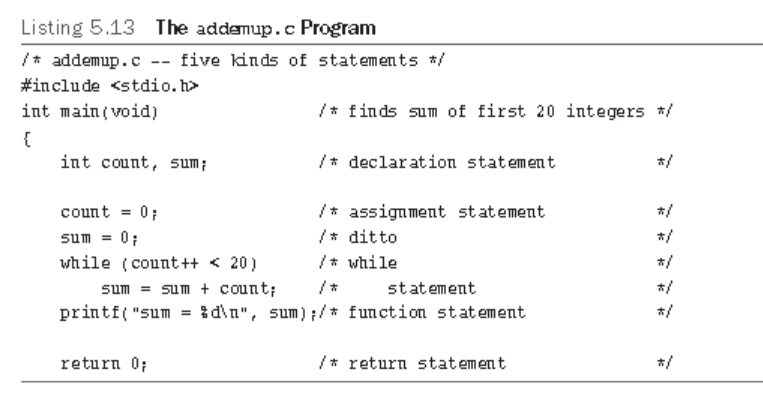 Listing 5.13 The addemup.c Program
/* addemup.c -- five kinds of statements */
#include <stdio.h>
int main(void) /* finds sum of first 20 integers */
{
int count, sum; /* declaration statement */
count = 0; /* assignment statement */
sum = 0; /* ditto */
while (count++ < 20) /* while */
sum = sum + count; /* statement */
printf("sum = %d\n", sum);/* function statement */
return 0; /* return statement */